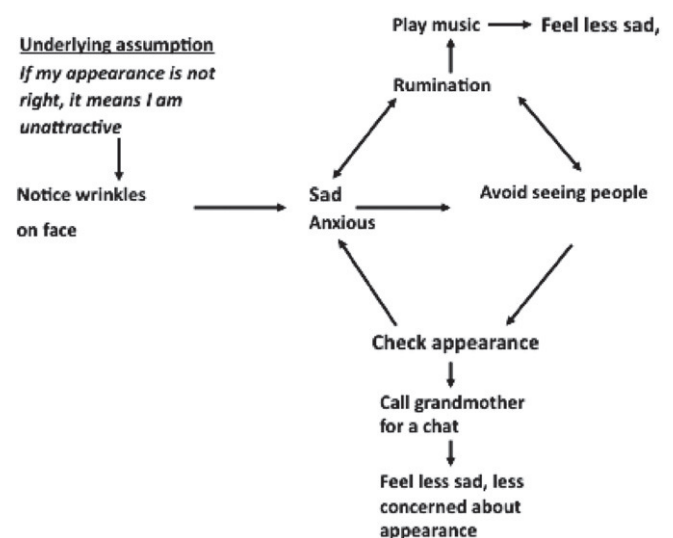 Play music
Feel less sad,
Underlying assumption
If my appearance is not
right, it means I am
unattractive
Rumination
Notice wrinkles
on face
Sad
Anxious
Avoid seeing people
Check appearance
Call grandmother
for a chat
Feel less sad, less
concerned about
appearance